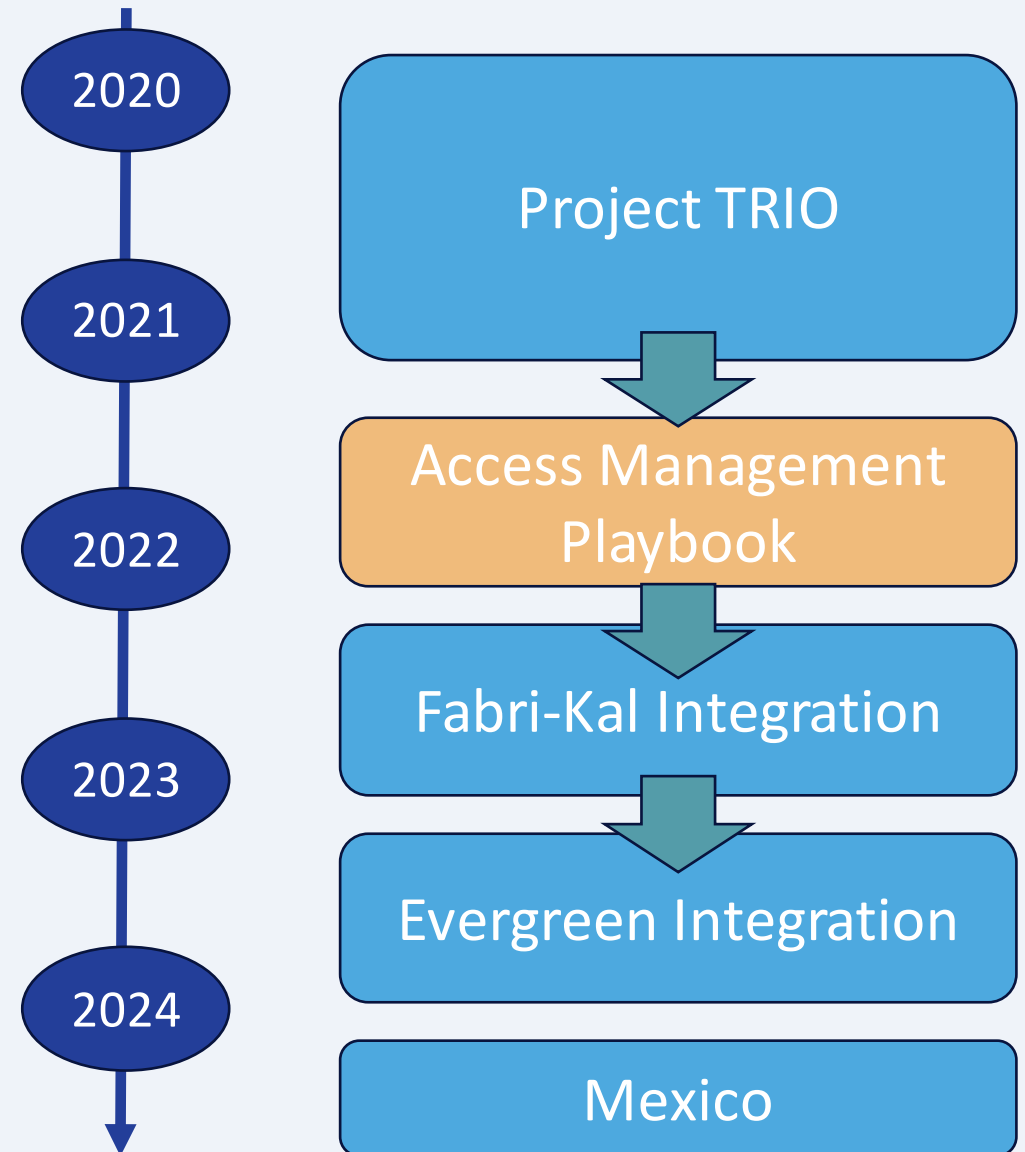 2020
Project TRIO
2021
Access Management
Playbook
2022
Fabri-Kal Integration
2023
Evergreen Integration
2024
Mexico